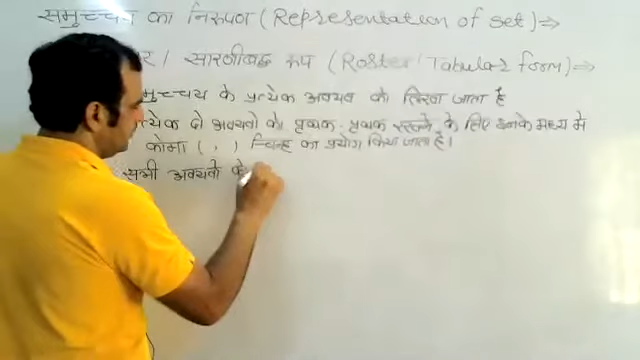 समुच्चय का निरूपण (Representation of set) ⇒
सारणीबद्ध रूप (Roster / Tabular form) ⇒
समुच्चय के प्रत्येक अवयव को लिखा जाता है
प्रत्येक दो अवयवों को पृथक-पृथक रखने के लिए इनके मध्य में
कोमा ( , ) चिन्ह का प्रयोग किया जाता है।
सभी अवयवों के